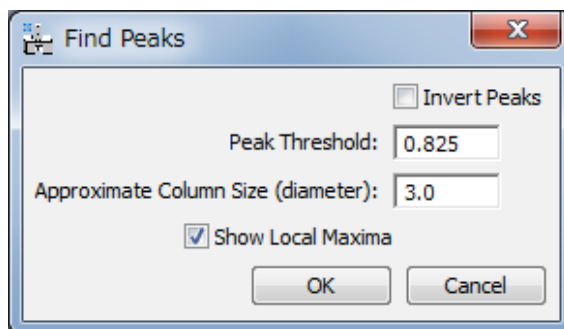 Find Peaks
Invert Peaks
Peak Threshold: 0.825
Approximate Column Size (diameter): 3.0
Show Local Maxima
OK Cancel